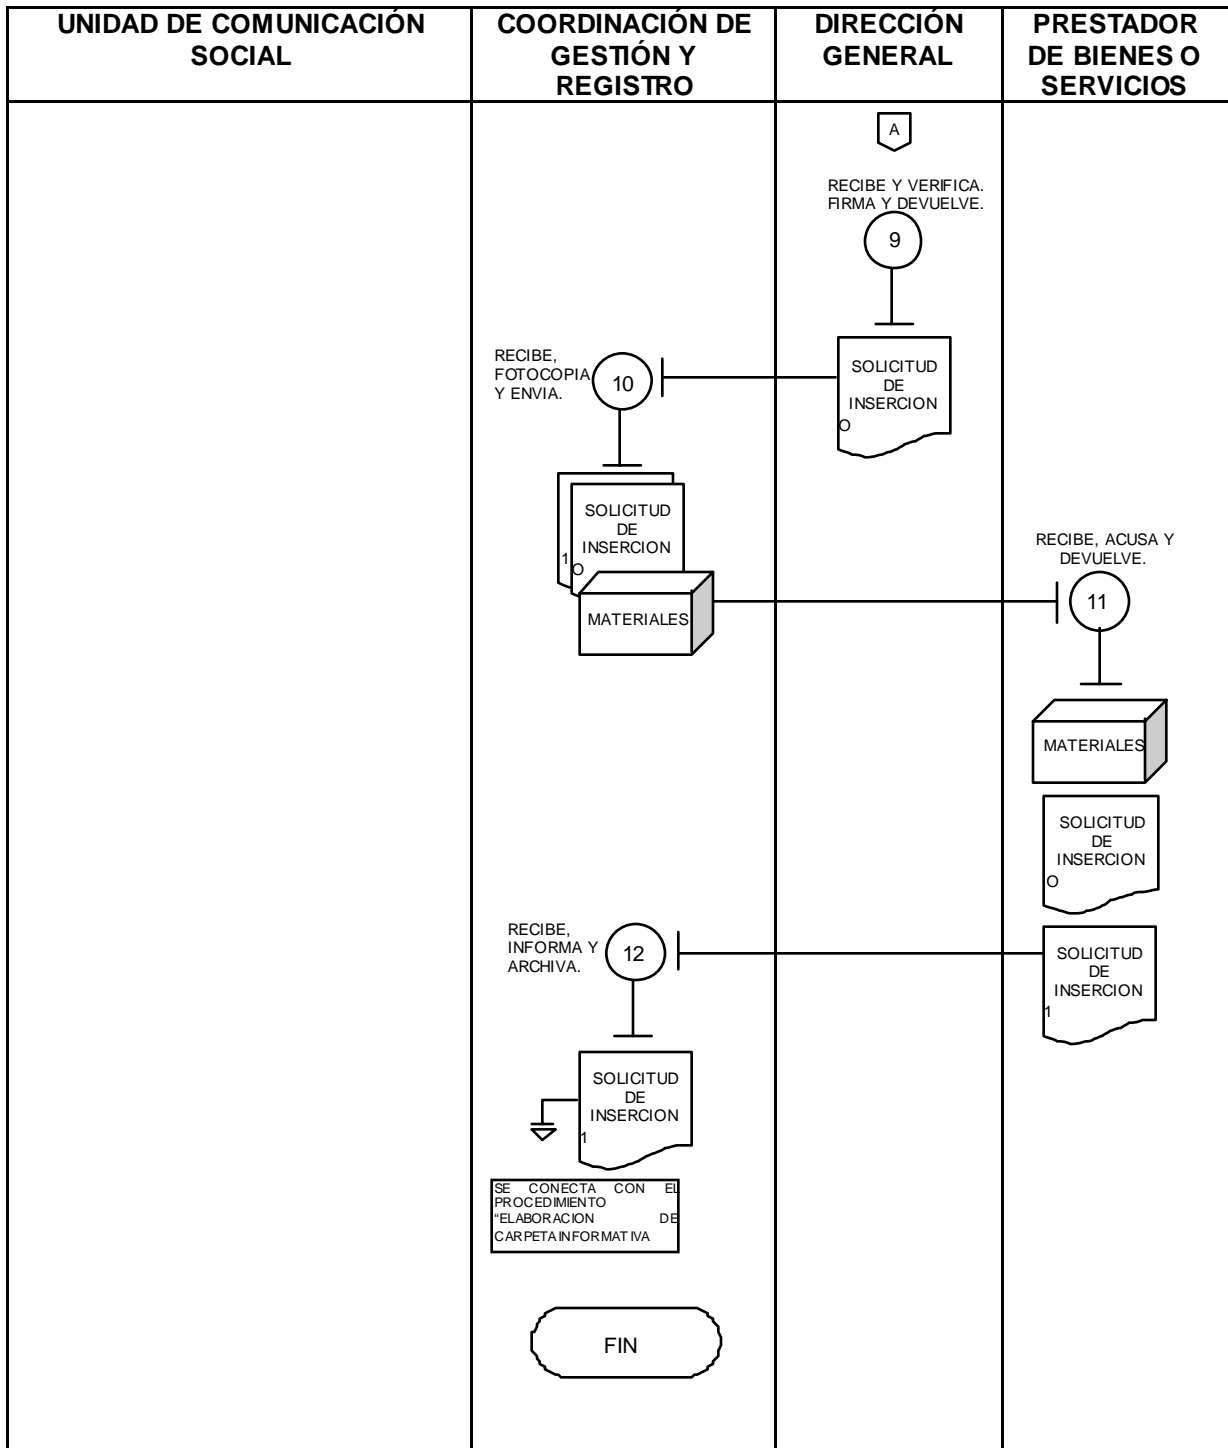 UNIDAD DE COMUNICACIÓN
SOCIAL
COORDINACIÓN DE
GESTIÓN Y
REGISTRO
DIRECCIÓN
GENERAL
PRESTADOR
DE BIENES O
SERVICIOS
A
RECIBE Y VERIFICA.
FIRMA Y DEVUELVE.
9
SOLICITUD
DE
INSERCION
O
RECIBE,
FOTOCOPIA
Y ENVIA.
10
SOLICITUD
DE
INSERCION
1
O
MATERIALES
RECIBE, ACUSA Y
DEVUELVE.
11
MATERIALES
SOLICITUD
DE
INSERCION
O
SOLICITUD
DE
INSERCION
1
RECIBE,
INFORMA Y
ARCHIVA.
12
SOLICITUD
DE
INSERCION
1
SE CONECTA CON EL
PROCEDIMIENTO
“ELABORACION DE
CARPETA INFORMATIVA
FIN